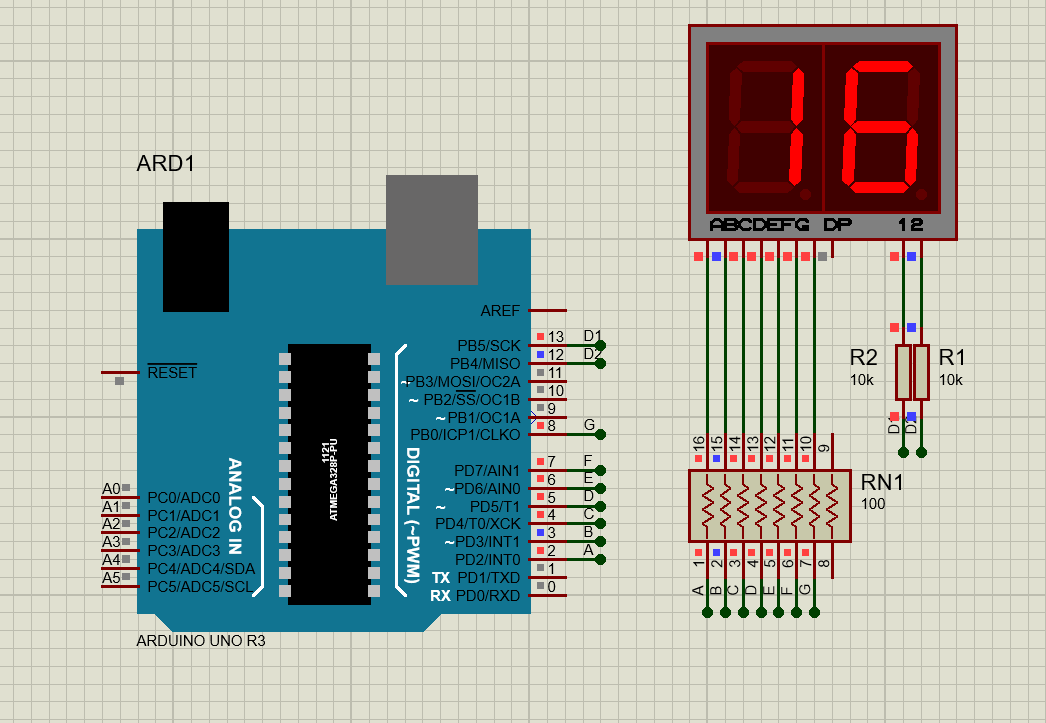 ARD1
ARDUINO UNO R3
RESET
AREF
PB5/SCK 13 D1
PB4/MISO 12 D2
~PB3/MOSI/OC2A 11
~ PB2/SS/OC1B 10
~ PB1/OC1A 9
PB0/ICP1/CLKO 8 G
PD7/AIN1 7 F
~PD6/AIN0 6 E
~ PD5/T1 5 D
PD4/T0/XCK 4 C
~PD3/INT1 3 B
PD2/INT0 2 A
TX PD1/TXD 1
RX PD0/RXD 0
A0 PC0/ADC0
A1 PC1/ADC1
A2 PC2/ADC2
A3 PC3/ADC3
A4 PC4/ADC4/SDA
A5 PC5/ADC5/SCL
ANALOG IN
1121
ATMEGA328P-PU
DIGITAL (~PWM)
16
ABCDEFG DP 12
R2
10k
R1
10k
D1
D2
16 15 14 13 12 11 10 9
RN1
100
1 2 3 4 5 6 7 8
A B C D E F G